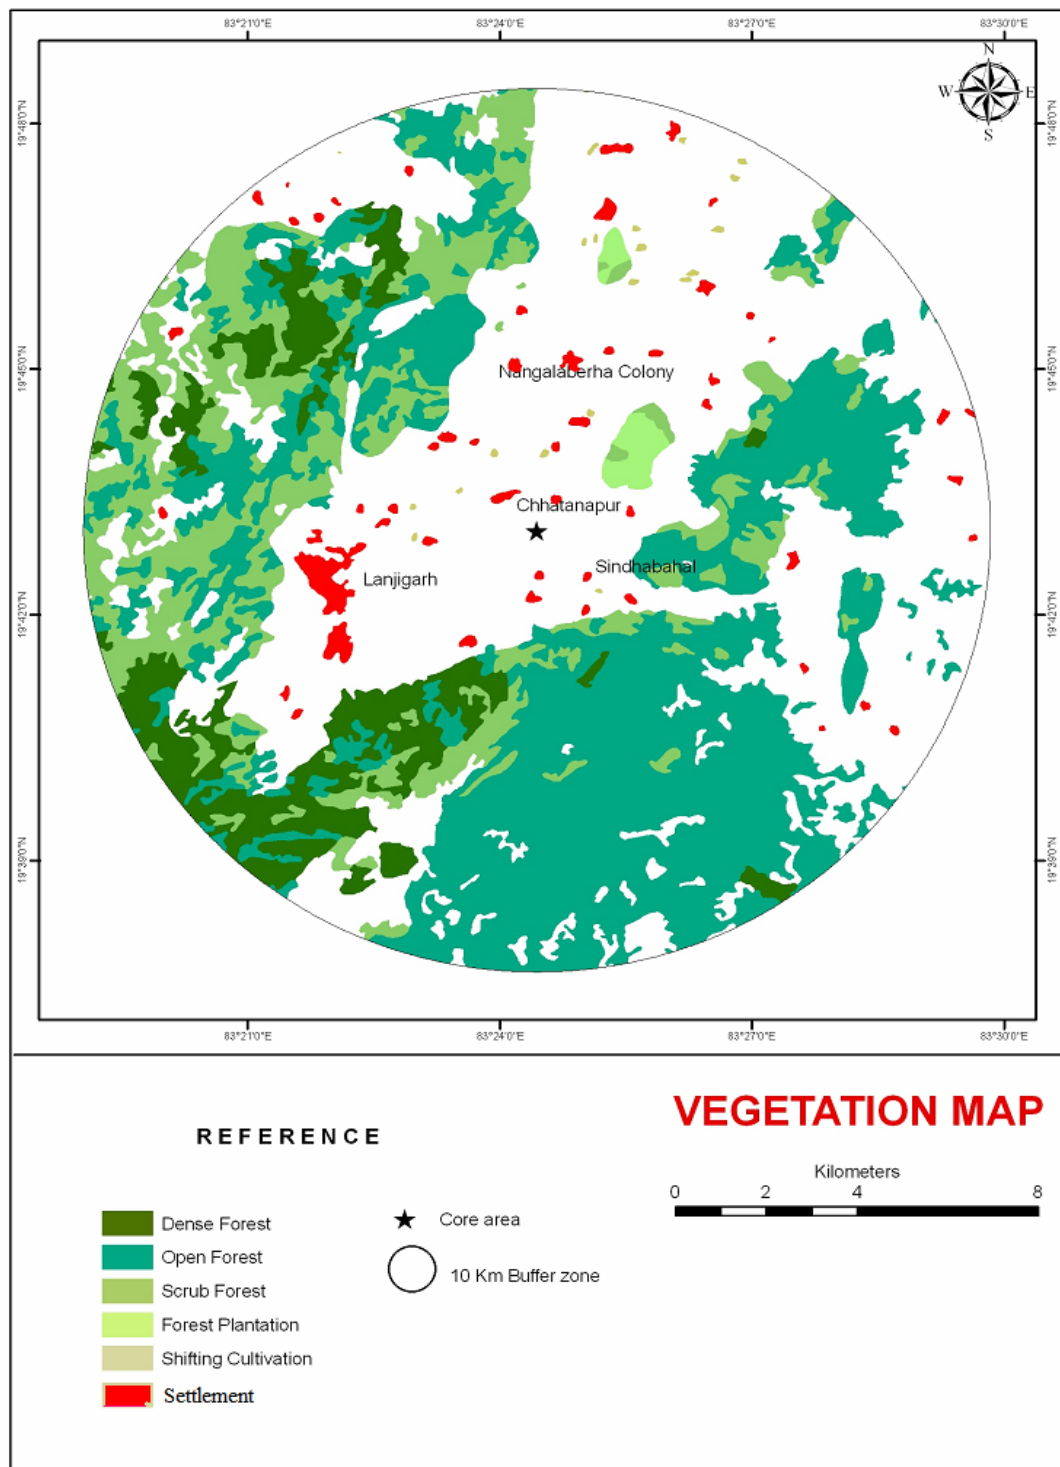 83°21'0"E 83°24'0"E 83°27'0"E 83°30'0"E
N
W E
S
19°48'0"N 19°48'0"N
19°45'0"N 19°45'0"N
Nangalaberha Colony
Chhatanapur
Sindhabahal
Lanjigarh
19°42'0"N 19°42'0"N
19°39'0"N 19°39'0"N
83°21'0"E 83°24'0"E 83°27'0"E 83°30'0"E
VEGETATION MAP
REFERENCE
Kilometers
0 2 4 8
Dense Forest
Open Forest
Scrub Forest
Forest Plantation
Shifting Cultivation
Settlement
Core area
10 Km Buffer zone